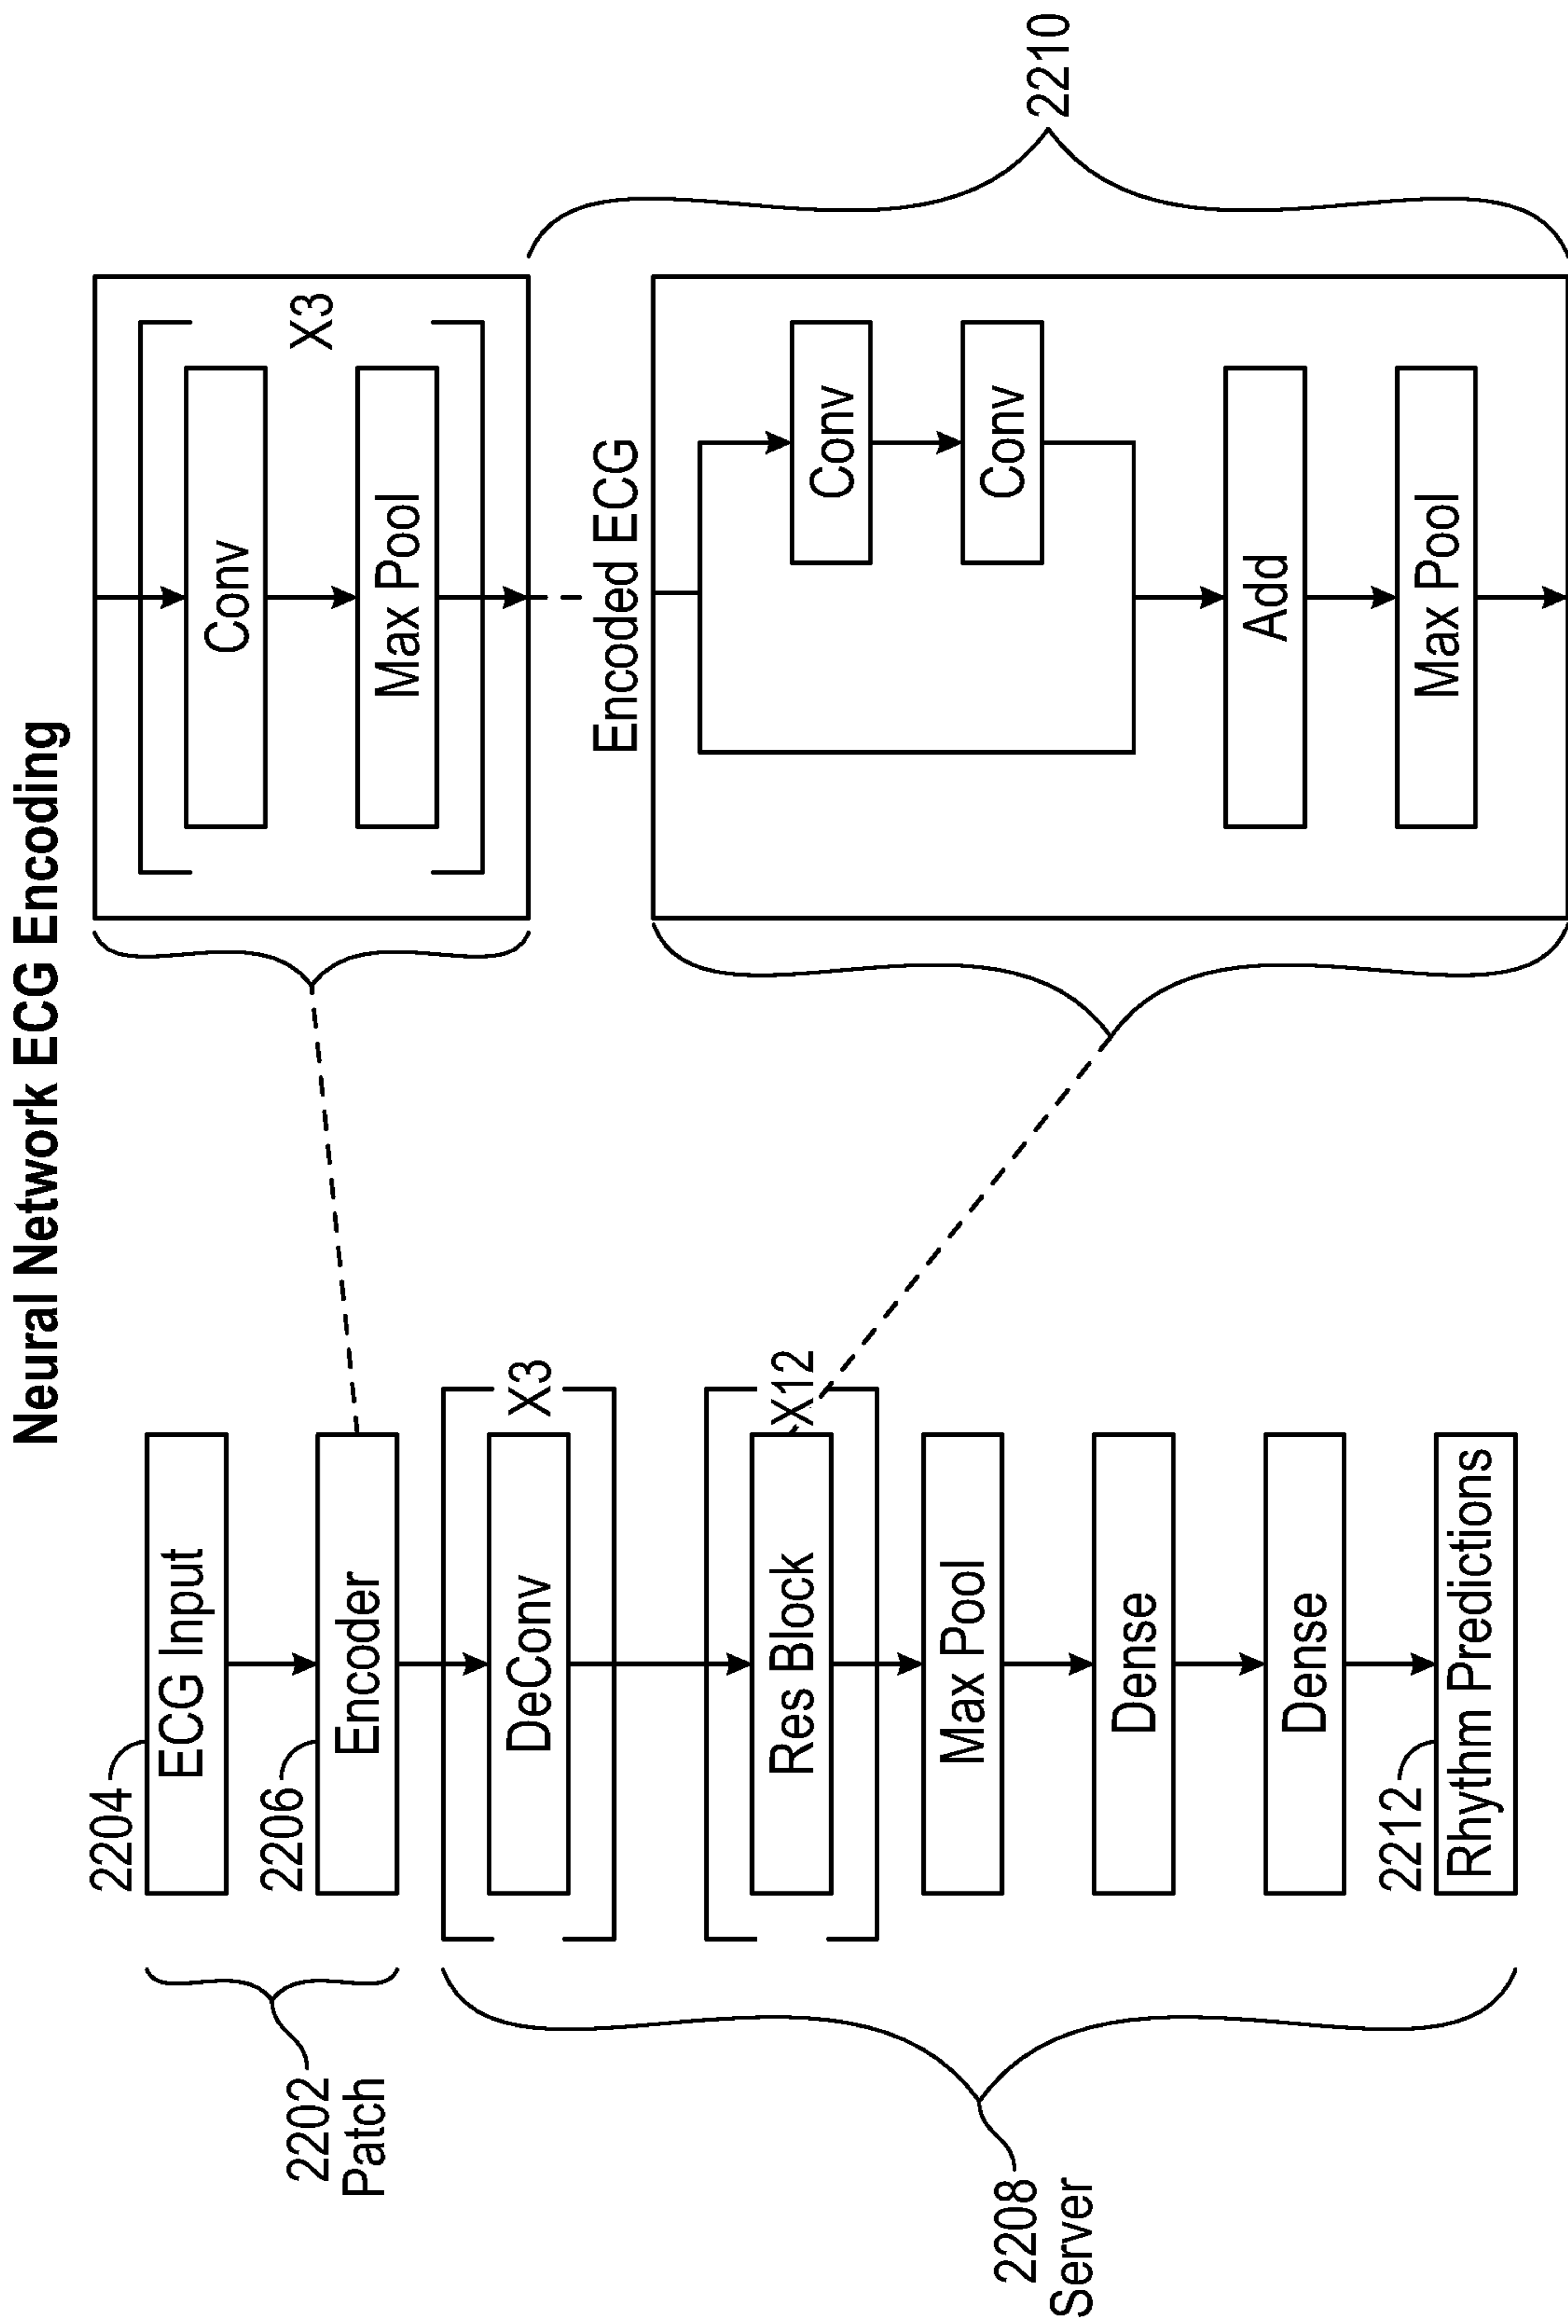 Neural Network ECG Encoding
2204
ECG Input
2206
Encoder
2202
Patch
DeConv
X3
Res Block
X12
Max Pool
Dense
Dense
2212
Rhythm Predictions
2208
Server
Conv
Max Pool
X3
Encoded ECG
Conv
Conv
Add
Max Pool
2210